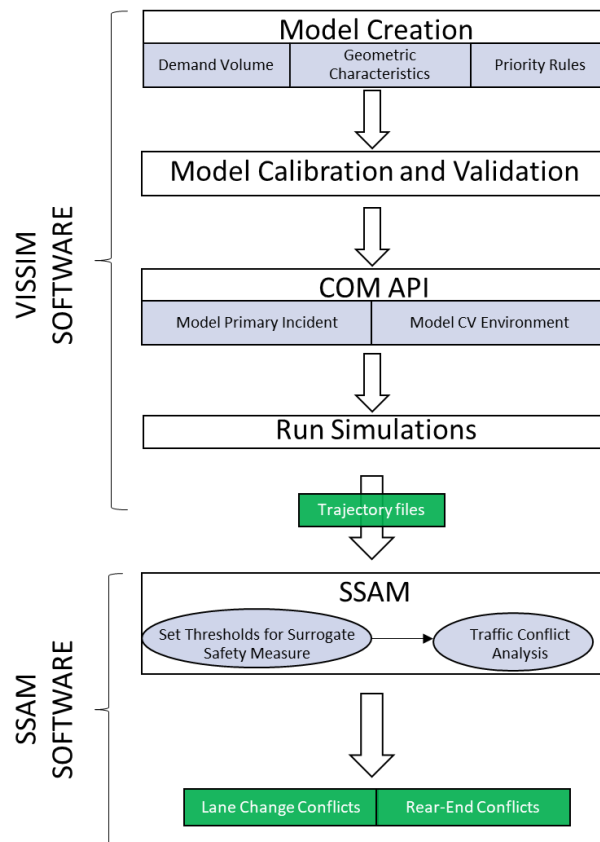 Model Creation
Demand Volume
Geometric
Characteristics
Priority Rules
Model Calibration and Validation
COM API
Model Primary Incident
Model CV Environment
Run Simulations
Trajectory files
VISSIM
SOFTWARE
SSAM
Set Thresholds for Surrogate
Safety Measure
Traffic Conflict
Analysis
SSAM
SOFTWARE
Lane Change Conflicts
Rear-End Conflicts